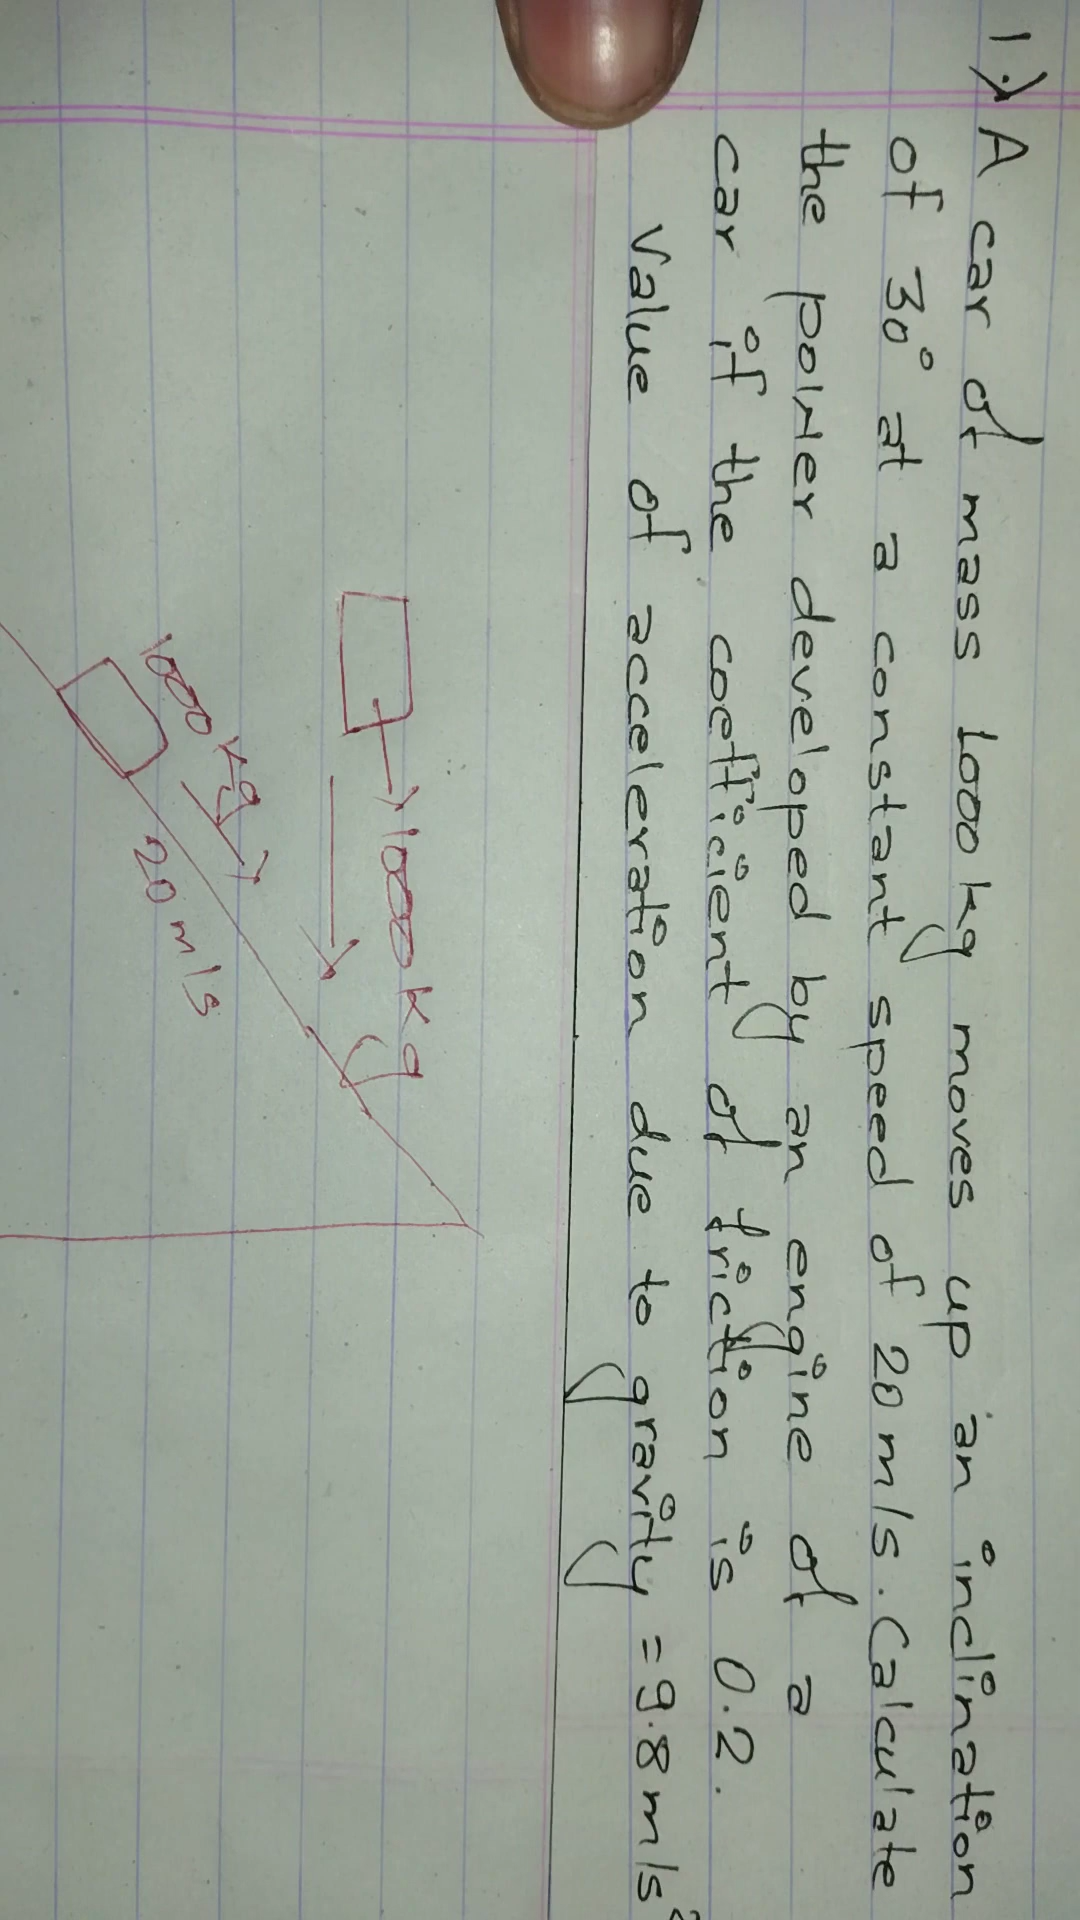 1.) A car of mass 1000 kg moves up an inclination
of 30° at a constant speed of 20 m/s. Calculate
the power developed by an engine of a
car if the coefficient of friction is 0.2.
Value of acceleration due to gravity = 9.8 m/s²
1000 kg
1000 kg
20 m/s